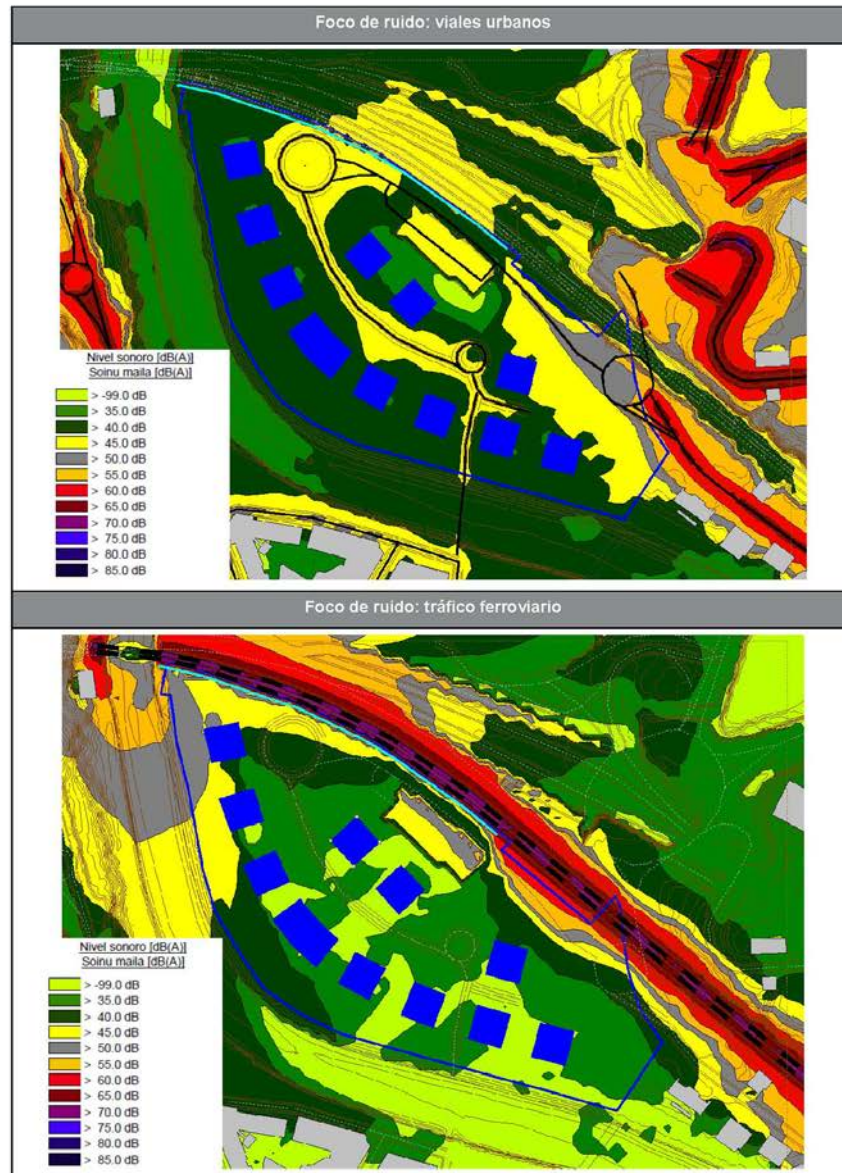 Foco de ruido: viales urbanos
Nivel sonoro [dB(A)]
Soinu maila [dB(A)]
> -99.0 dB
> 35.0 dB
> 40.0 dB
> 45.0 dB
> 50.0 dB
> 55.0 dB
> 60.0 dB
> 65.0 dB
> 70.0 dB
> 75.0 dB
> 80.0 dB
> 85.0 dB
Foco de ruido: tráfico ferroviario
Nivel sonoro [dB(A)]
Soinu maila [dB(A)]
> -99.0 dB
> 35.0 dB
> 40.0 dB
> 45.0 dB
> 50.0 dB
> 55.0 dB
> 60.0 dB
> 65.0 dB
> 70.0 dB
> 75.0 dB
> 80.0 dB
> 85.0 dB